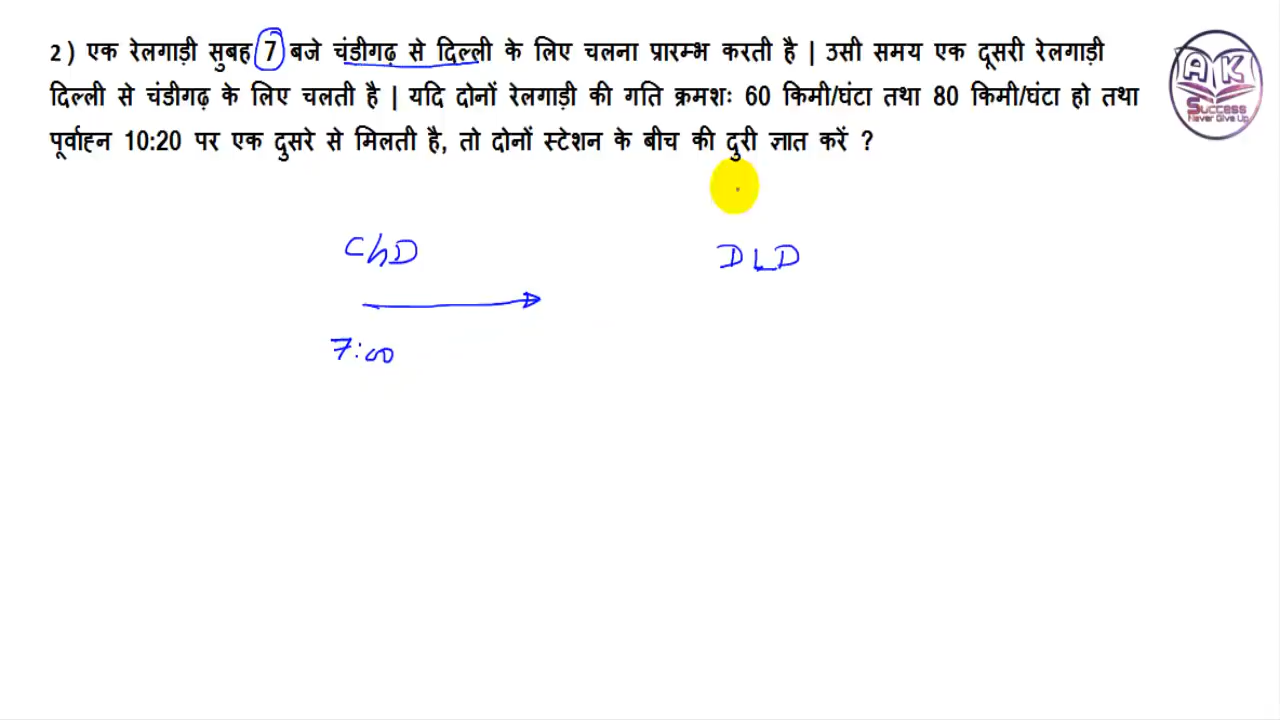 2) एक रेलगाड़ी सुबह 7 बजे चंडीगढ़ से दिल्ली के लिए चलना प्रारम्भ करती है | उसी समय एक दूसरी रेलगाड़ी
दिल्ली से चंडीगढ़ के लिए चलती है | यदि दोनों रेलगाड़ी की गति क्रमशः 60 किमी/घंटा तथा 80 किमी/घंटा हो तथा
पूर्वाह्न 10:20 पर एक दुसरे से मिलती है, तो दोनों स्टेशन के बीच की दुरी ज्ञात करें ?
AK
Success
Never Give Up
ChD DLD
7:00